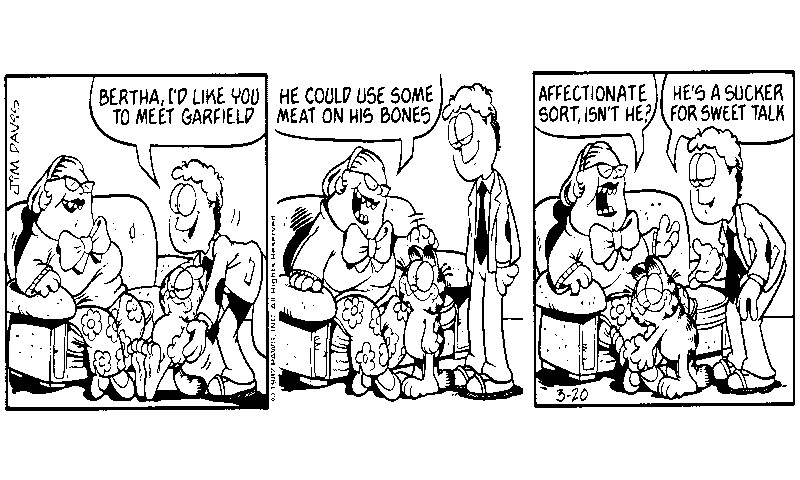 JIM DAVIS
BERTHA, I'D LIKE YOU
TO MEET GARFIELD
HE COULD USE SOME
MEAT ON HIS BONES
AFFECTIONATE
SORT, ISN'T HE?
HE'S A SUCKER
FOR SWEET TALK
3-20